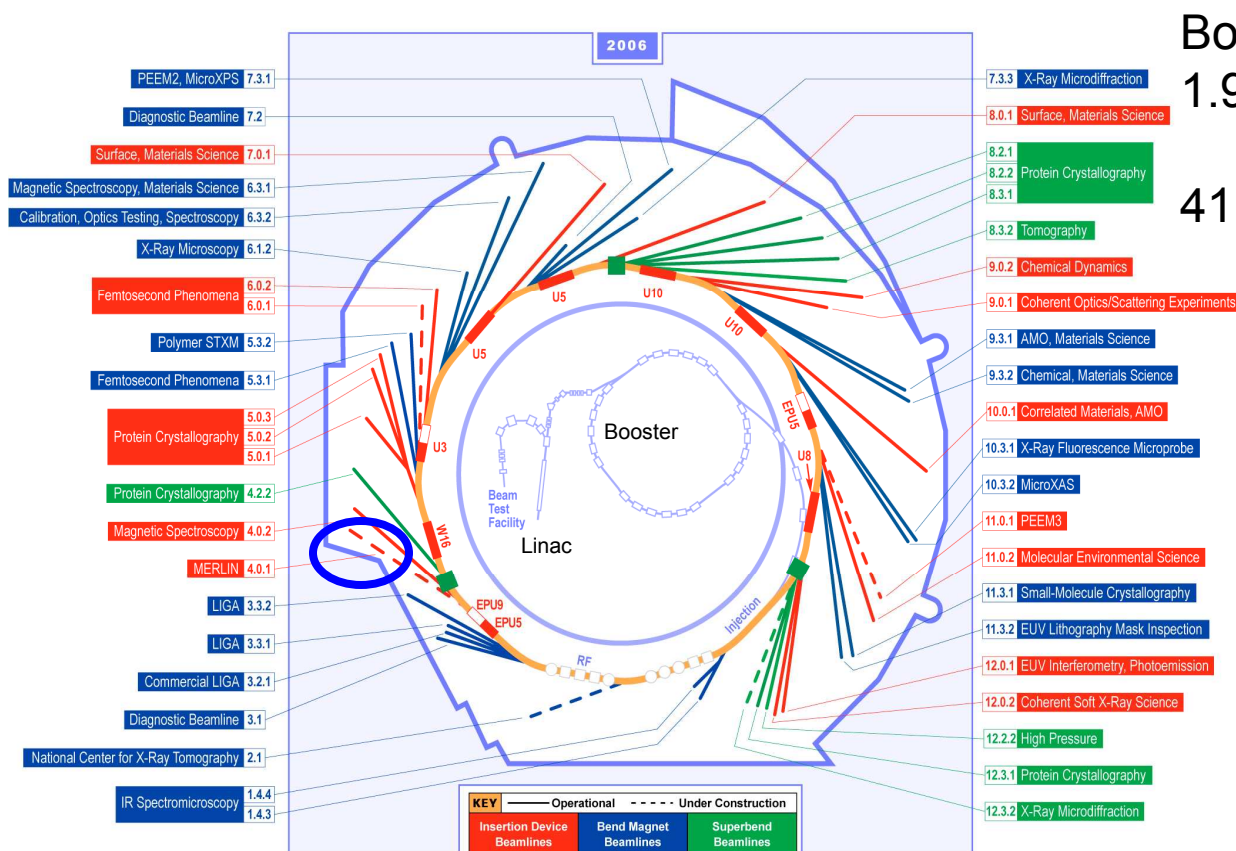 2006
Bo
1.9
41
PEEM2, MicroXPS 7.3.1
Diagnostic Beamline 7.2
Surface, Materials Science 7.0.1
Magnetic Spectroscopy, Materials Science 6.3.1
Calibration, Optics Testing, Spectroscopy 6.3.2
X-Ray Microscopy 6.1.2
Femtosecond Phenomena
6.0.2
6.0.1
Polymer STXM 5.3.2
Femtosecond Phenomena 5.3.1
Protein Crystallography
5.0.3
5.0.2
5.0.1
Protein Crystallography 4.2.2
Magnetic Spectroscopy 4.0.2
MERLIN 4.0.1
LIGA 3.3.2
LIGA 3.3.1
Commercial LIGA 3.2.1
Diagnostic Beamline 3.1
National Center for X-Ray Tomography 2.1
IR Spectromicroscopy
1.4.4
1.4.3
U5
U10
U5
U10
U3
EPU5
U8
W16
EPU9
EPU5
RF
Injection
Booster
Beam
Test
Facility
Linac
7.3.3 X-Ray Microdiffraction
8.0.1 Surface, Materials Science
8.2.1
8.2.2
8.3.1
Protein Crystallography
8.3.2 Tomography
9.0.2 Chemical Dynamics
9.0.1 Coherent Optics/Scattering Experiments
9.3.1 AMO, Materials Science
9.3.2 Chemical, Materials Science
10.0.1 Correlated Materials, AMO
10.3.1 X-Ray Fluorescence Microprobe
10.3.2 MicroXAS
11.0.1 PEEM3
11.0.2 Molecular Environmental Science
11.3.1 Small-Molecule Crystallography
11.3.2 EUV Lithography Mask Inspection
12.0.1 EUV Interferometry, Photoemission
12.0.2 Coherent Soft X-Ray Science
12.2.2 High Pressure
12.3.1 Protein Crystallography
12.3.2 X-Ray Microdiffraction
KEY Operational Under Construction
Insertion Device
Beamlines
Bend Magnet
Beamlines
Superbend
Beamlines